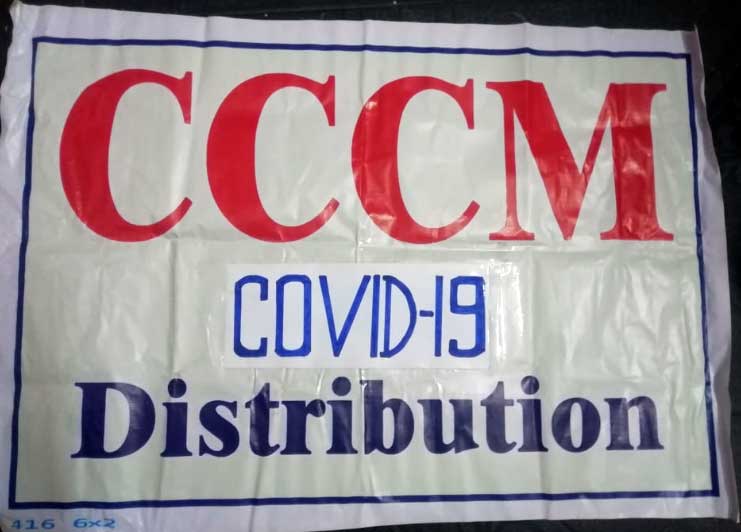 CCCM
COVID-19
Distribution
416 6x2